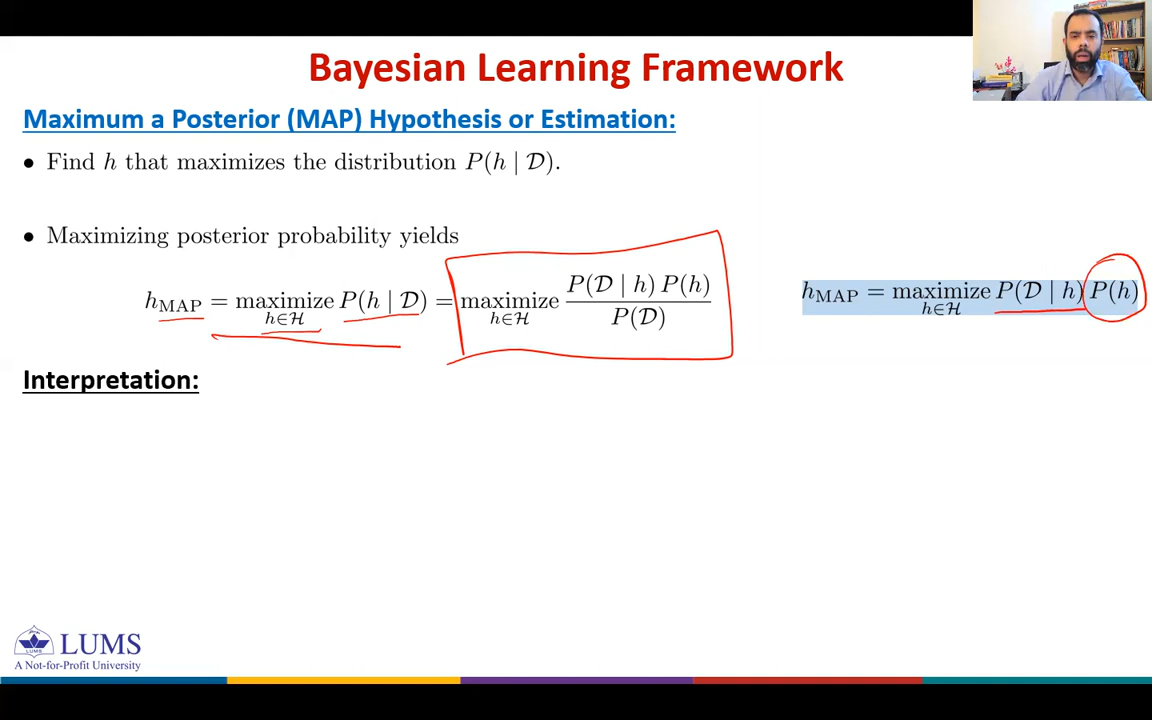 Bayesian Learning Framework
Maximum a Posterior (MAP) Hypothesis or Estimation:
• Find h that maximizes the distribution P(h | 𝒟).
• Maximizing posterior probability yields
h_MAP = maximize_{h∈ℋ} P(h | 𝒟) = maximize_{h∈ℋ} P(𝒟 | h) P(h) / P(𝒟)
h_MAP = maximize_{h∈ℋ} P(𝒟 | h) P(h)
Interpretation:
LUMS
LUMS
A Not-for-Profit University